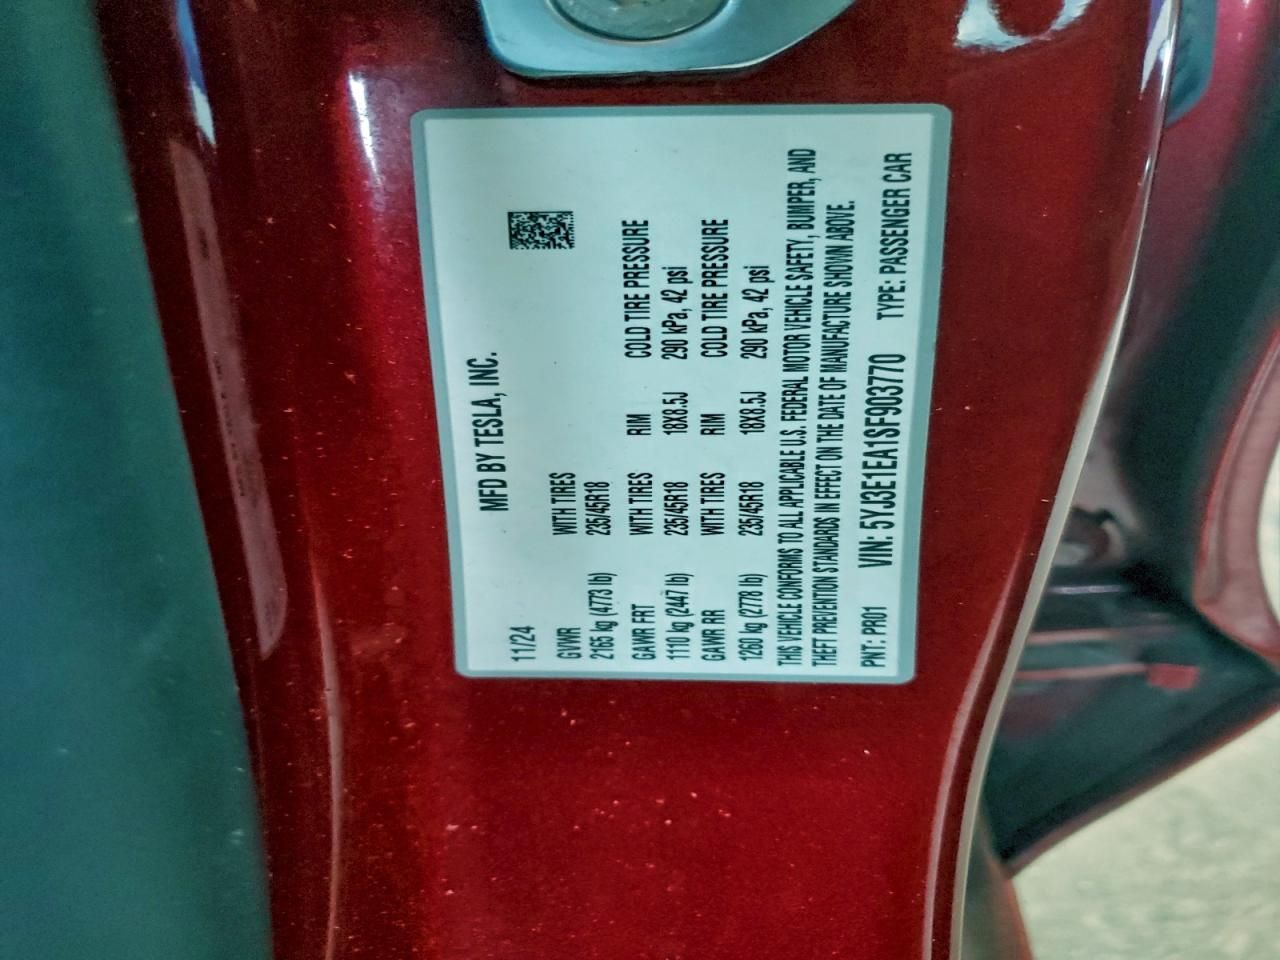 MFD BY TESLA, INC.
11/24
GVWR WITH TIRES
2165 kg (4773 lb) 235/45R18
GAWR FRT WITH TIRES RIM COLD TIRE PRESSURE
1110 kg (2447 lb) 235/45R18 18X8.5J 290 kPa, 42 psi
GAWR RR WITH TIRES RIM COLD TIRE PRESSURE
1260 kg (2778 lb) 235/45R18 18X8.5J 290 kPa, 42 psi
THIS VEHICLE CONFORMS TO ALL APPLICABLE U.S. FEDERAL MOTOR VEHICLE SAFETY, BUMPER, AND
THEFT PREVENTION STANDARDS IN EFFECT ON THE DATE OF MANUFACTURE SHOWN ABOVE.
PNT: PR01 VIN: 5YJ3E1EA1SF903770 TYPE: PASSENGER CAR